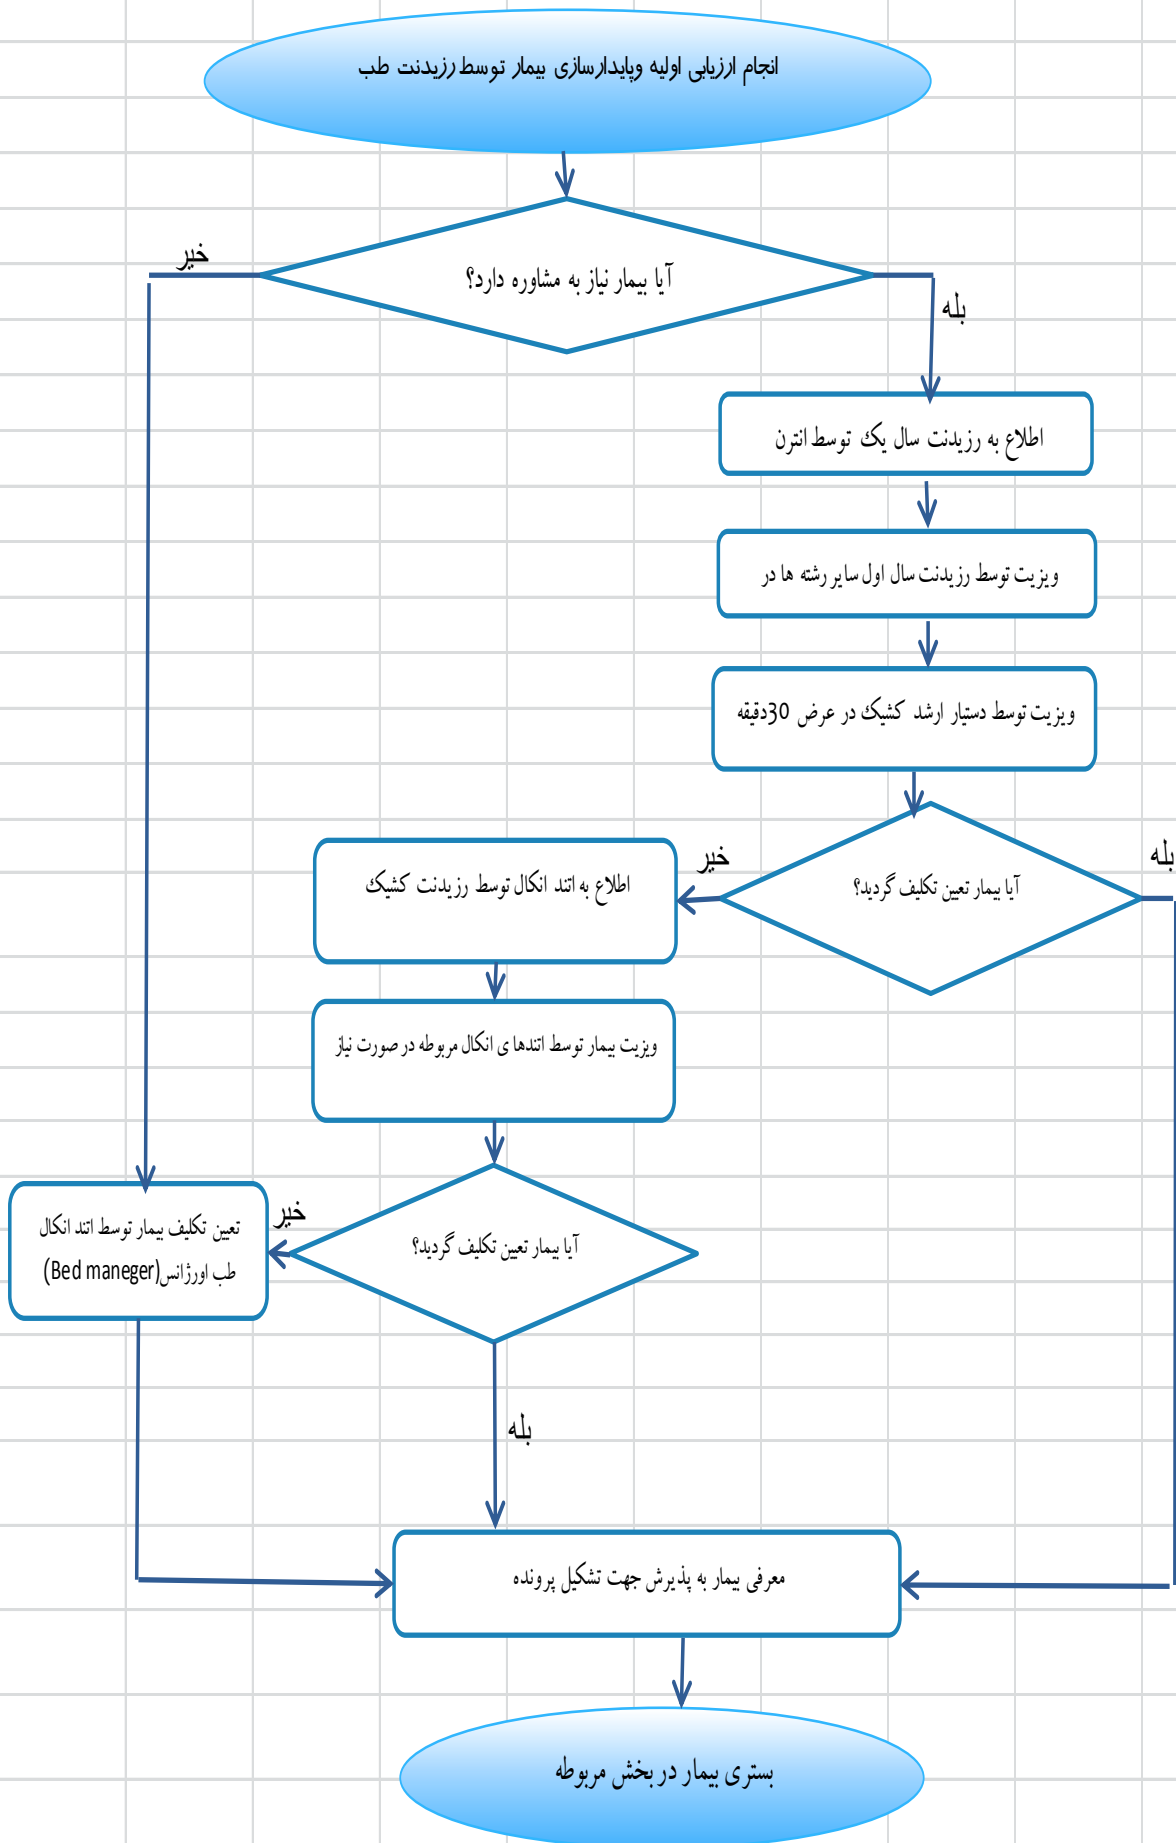 انجام ارزیابی اولیه وپایدارسازی بیمار توسط رزیدنت طب
خیر
آیا بیمار نیاز به مشاوره دارد؟
بله
اطلاع به رزیدنت سال یک توسط انترن
ویزیت توسط رزیدنت سال اول سایر رشته ها در
ویزیت توسط دستیار ارشد کشیک در عرض 30دقیقه
بله
آیا بیمار تعین تکلیف گردید؟
خیر
اطلاع به اتند انکال توسط رزیدنت کشیک
ویزیت بیمار توسط اتندها ی انکال مربوطه در صورت نیاز
آیا بیمار تعین تکلیف گردید؟
خیر
تعیین تکلیف بیمار توسط اتند انکال
طب اورژانس(Bed maneger)
بله
معرفی بیمار به پذیرش جهت تشکیل پرونده
بستری بیمار در بخش مربوطه